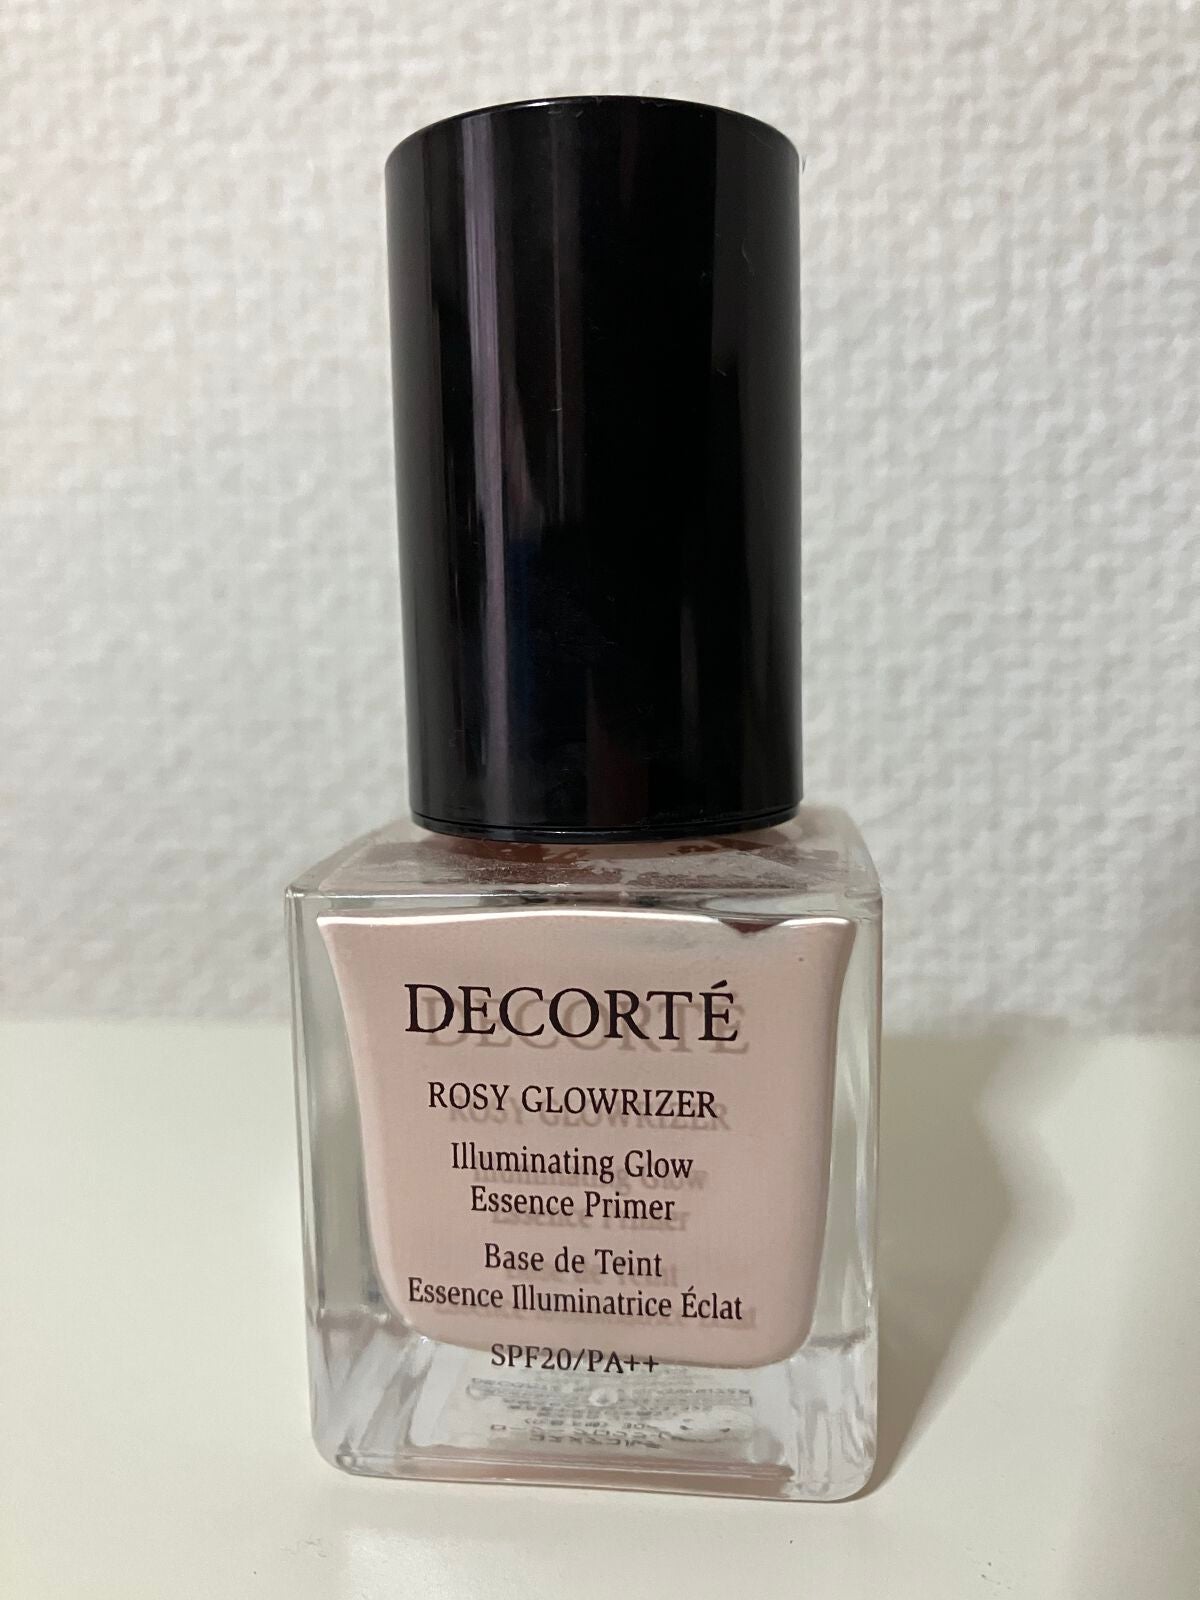 DECORTÉ
ROSY GLOWRIZER
Illuminating Glow
Essence Primer
Base de Teint
Essence Illuminatrice Éclat
SPF20/PA++